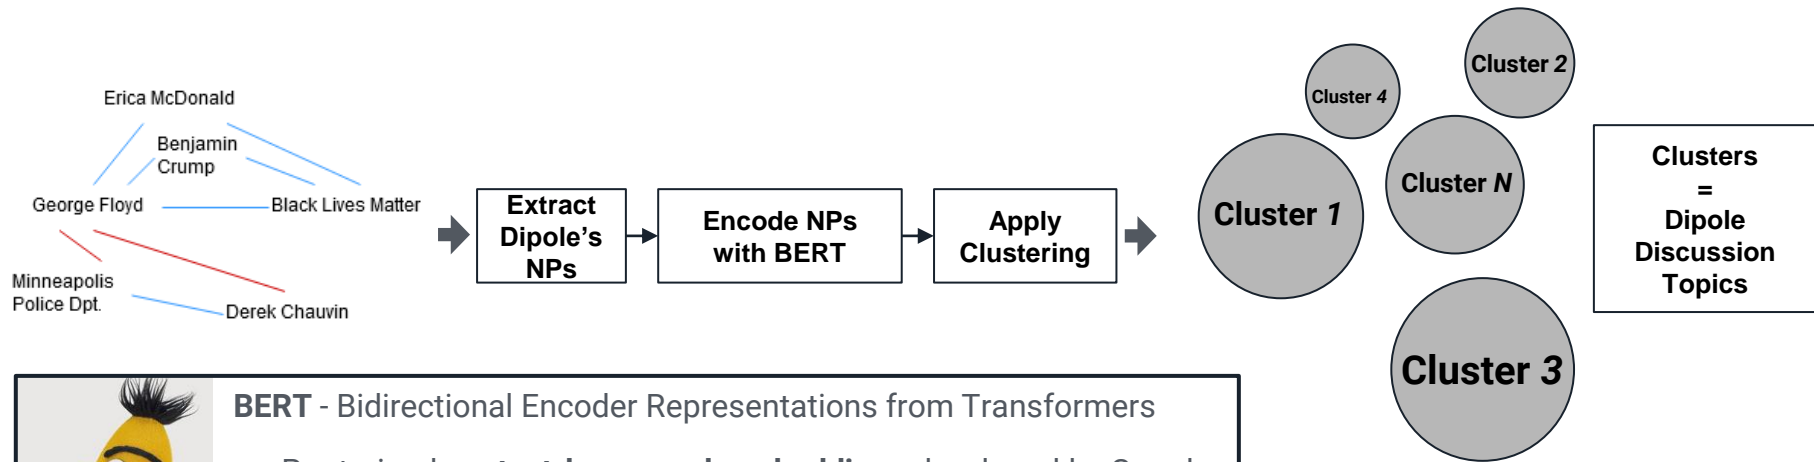 Erica McDonald
Benjamin
Crump
George Floyd
Black Lives Matter
Minneapolis
Police Dpt.
Derek Chauvin
Extract
Dipole's
NPs
Encode NPs
with BERT
Apply
Clustering
Cluster 2
Cluster 4
Cluster N
Cluster 1
Cluster 3
Clusters
=
Dipole
Discussion
Topics
BERT - Bidirectional Encoder Representations from Transformers